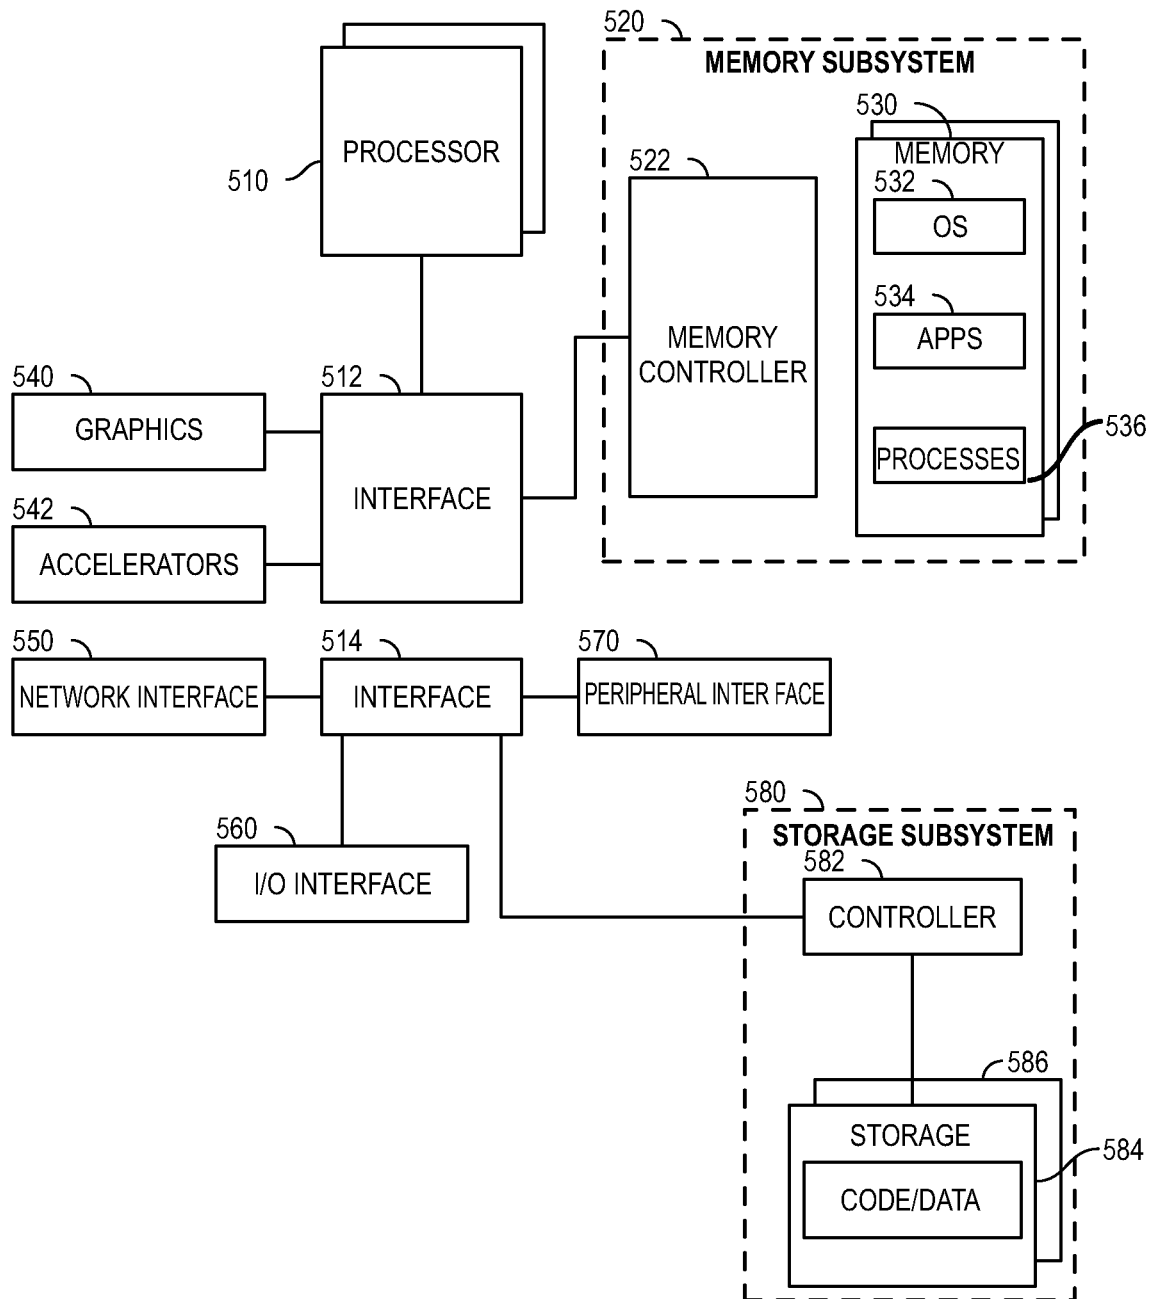 520
MEMORY SUBSYSTEM
530
MEMORY
PROCESSOR
522
510
532
OS
534
APPS
MEMORY
CONTROLLER
540
512
GRAPHICS
536
PROCESSES
INTERFACE
542
ACCELERATORS
550
514
570
NETWORK INTERFACE
INTERFACE
PERIPHERAL INTER FACE
580
STORAGE SUBSYSTEM
560
582
I/O INTERFACE
CONTROLLER
586
STORAGE
584
CODE/DATA